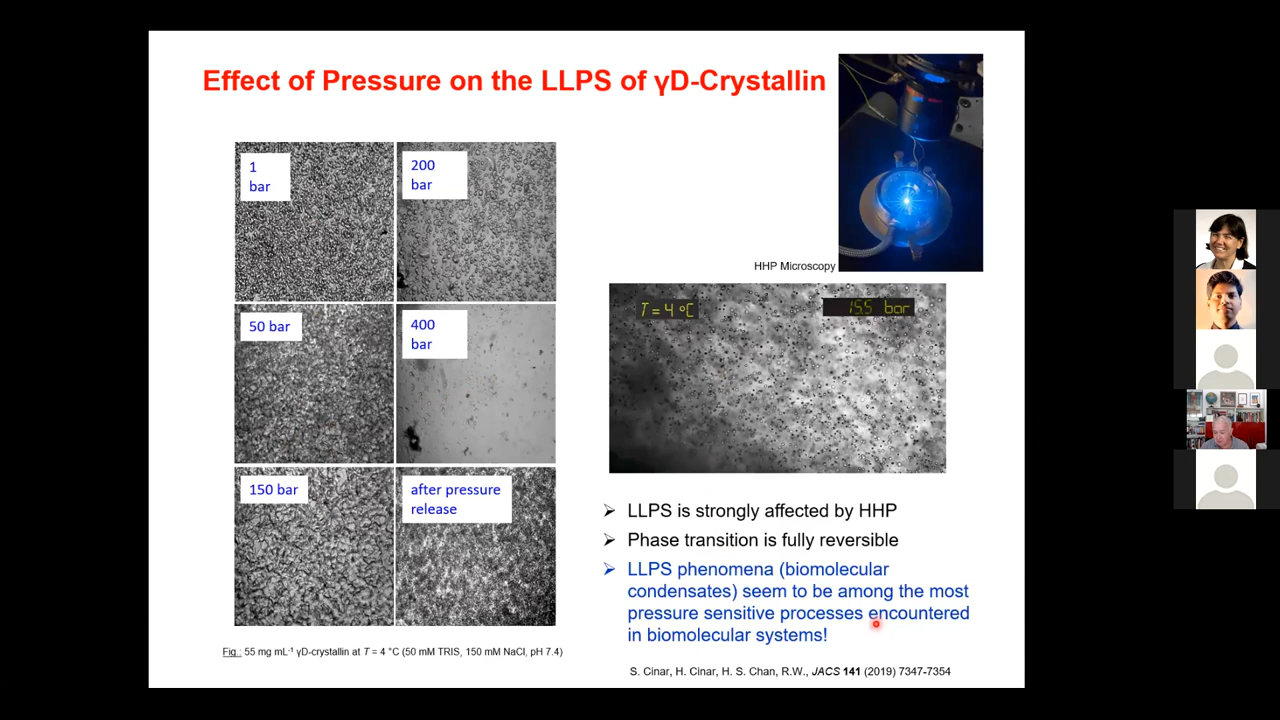 Effect of Pressure on the LLPS of γD-Crystallin
1
bar
200
bar
50 bar
400
bar
150 bar
after pressure
release
Fig.: 55 mg mL⁻¹ γD-crystallin at T = 4 °C (50 mM TRIS, 150 mM NaCl, pH 7.4)
HHP Microscopy
T = 4 °C
15.5 bar
➢ LLPS is strongly affected by HHP
➢ Phase transition is fully reversible
➢ LLPS phenomena (biomolecular
condensates) seem to be among the most
pressure sensitive processes encountered
in biomolecular systems!
S. Cinar, H. Cinar, H. S. Chan, R.W., JACS 141 (2019) 7347-7354